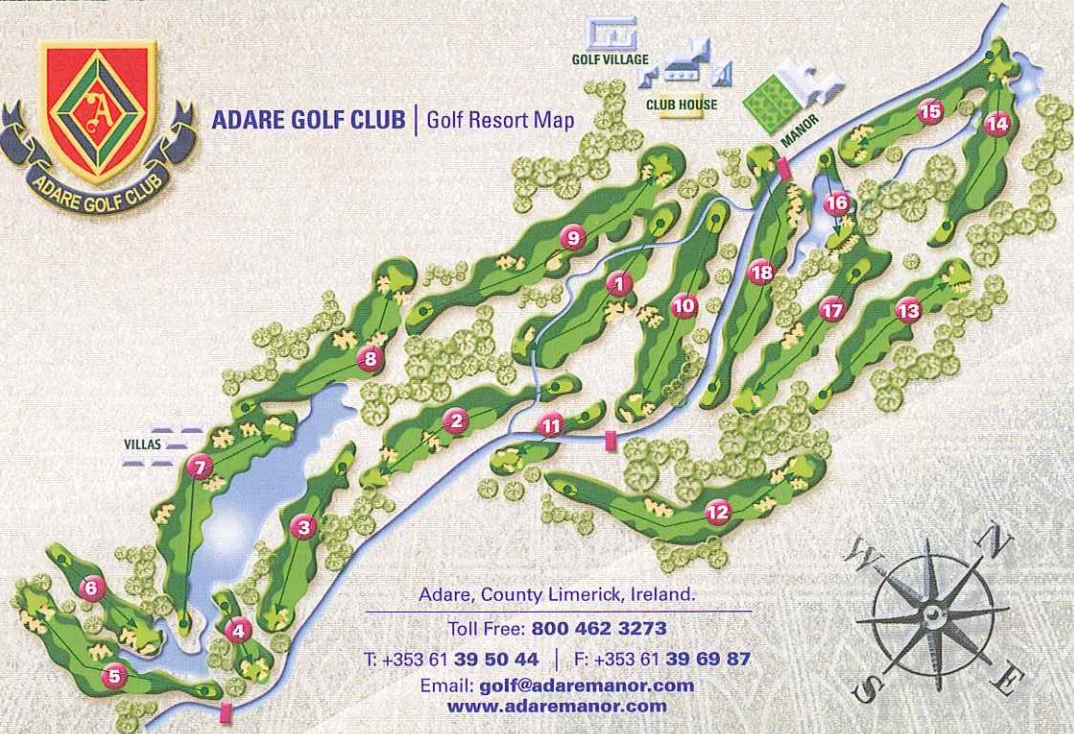 A
ADARE GOLF CLUB
ADARE GOLF CLUB | Golf Resort Map
GOLF VILLAGE
CLUB HOUSE
MANOR
15
14
16
9
1
18
10
17
13
8
2
11
VILLAS
7
12
3
6
4
5
W
N
S
E
Adare, County Limerick, Ireland.
Toll Free: 800 462 3273
T: +353 61 39 50 44 | F: +353 61 39 69 87
Email: golf@adaremanor.com
www.adaremanor.com